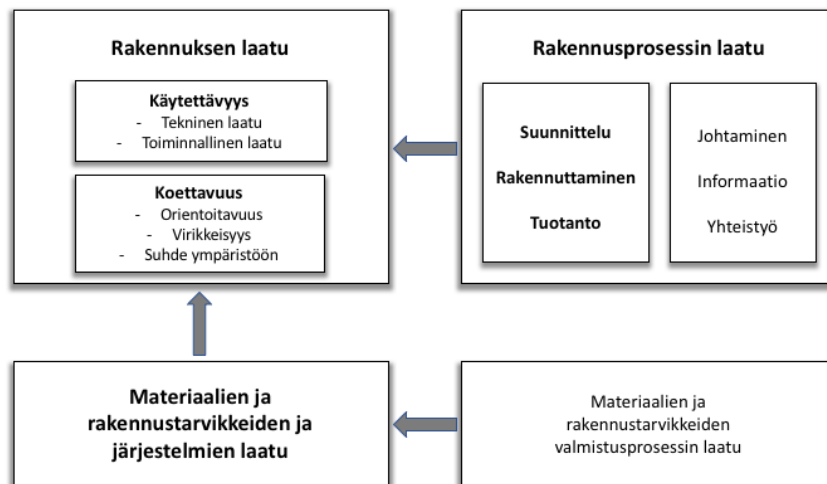 Rakennuksen laatu
Käytettävyys
- Tekninen laatu
- Toiminnallinen laatu
Koettavuus
- Orientoitavuus
- Virikkeisyys
- Suhde ympäristöön
Rakennusprosessin laatu
Suunnittelu
Rakennuttaminen
Tuotanto
Johtaminen
Informaatio
Yhteistyö
Materiaalien ja
rakennustarvikkeiden ja
järjestelmien laatu
Materiaalien ja
rakennustarvikkeiden
valmistusprosessin laatu